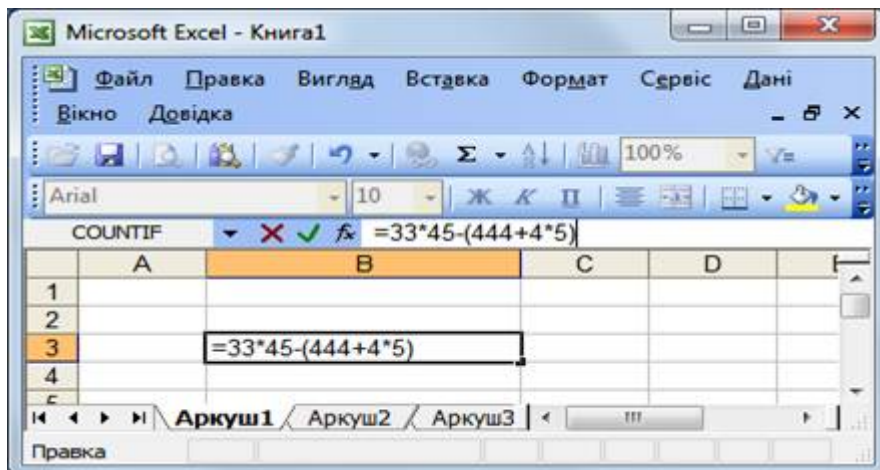 Microsoft Excel - Книга1
Файл Правка Вигляд Вставка Формат Сервіс Дані
Вікно Довідка
Σ 100%
Arial 10 Ж К П
COUNTIF fx =33*45-(444+4*5)
A B C D
1
2
3 =33*45-(444+4*5)
4
Аркуш1 Аркуш2 Аркуш3
Правка